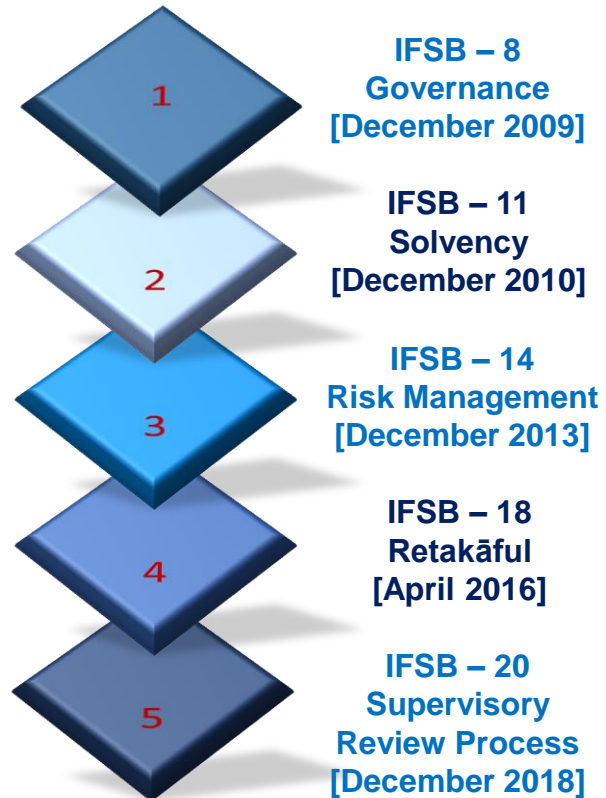 1
IFSB – 8
Governance
[December 2009]
2
IFSB – 11
Solvency
[December 2010]
3
IFSB – 14
Risk Management
[December 2013]
4
IFSB – 18
Retakāful
[April 2016]
5
IFSB – 20
Supervisory
Review Process
[December 2018]